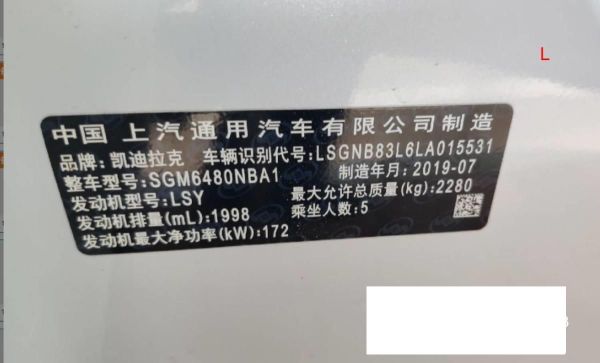 L
中国 上汽通用汽车有限公司制造
品牌:凯迪拉克 车辆识别代号:LSGNB83L6LA015531
整车型号:SGM6480NBA1 制造年月:2019-07
发动机型号:LSY 最大允许总质量(kg):2280
发动机排量(mL):1998 乘坐人数:5
发动机最大净功率(kW):172